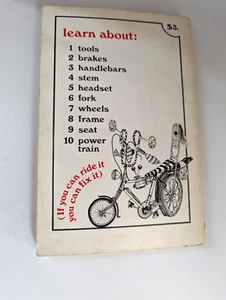 $3.
learn about:
1 tools
2 brakes
3 handlebars
4 stem
5 headset
6 fork
7 wheels
8 frame
9 seat
10 power
train
(If you can ride it
you can fix it)